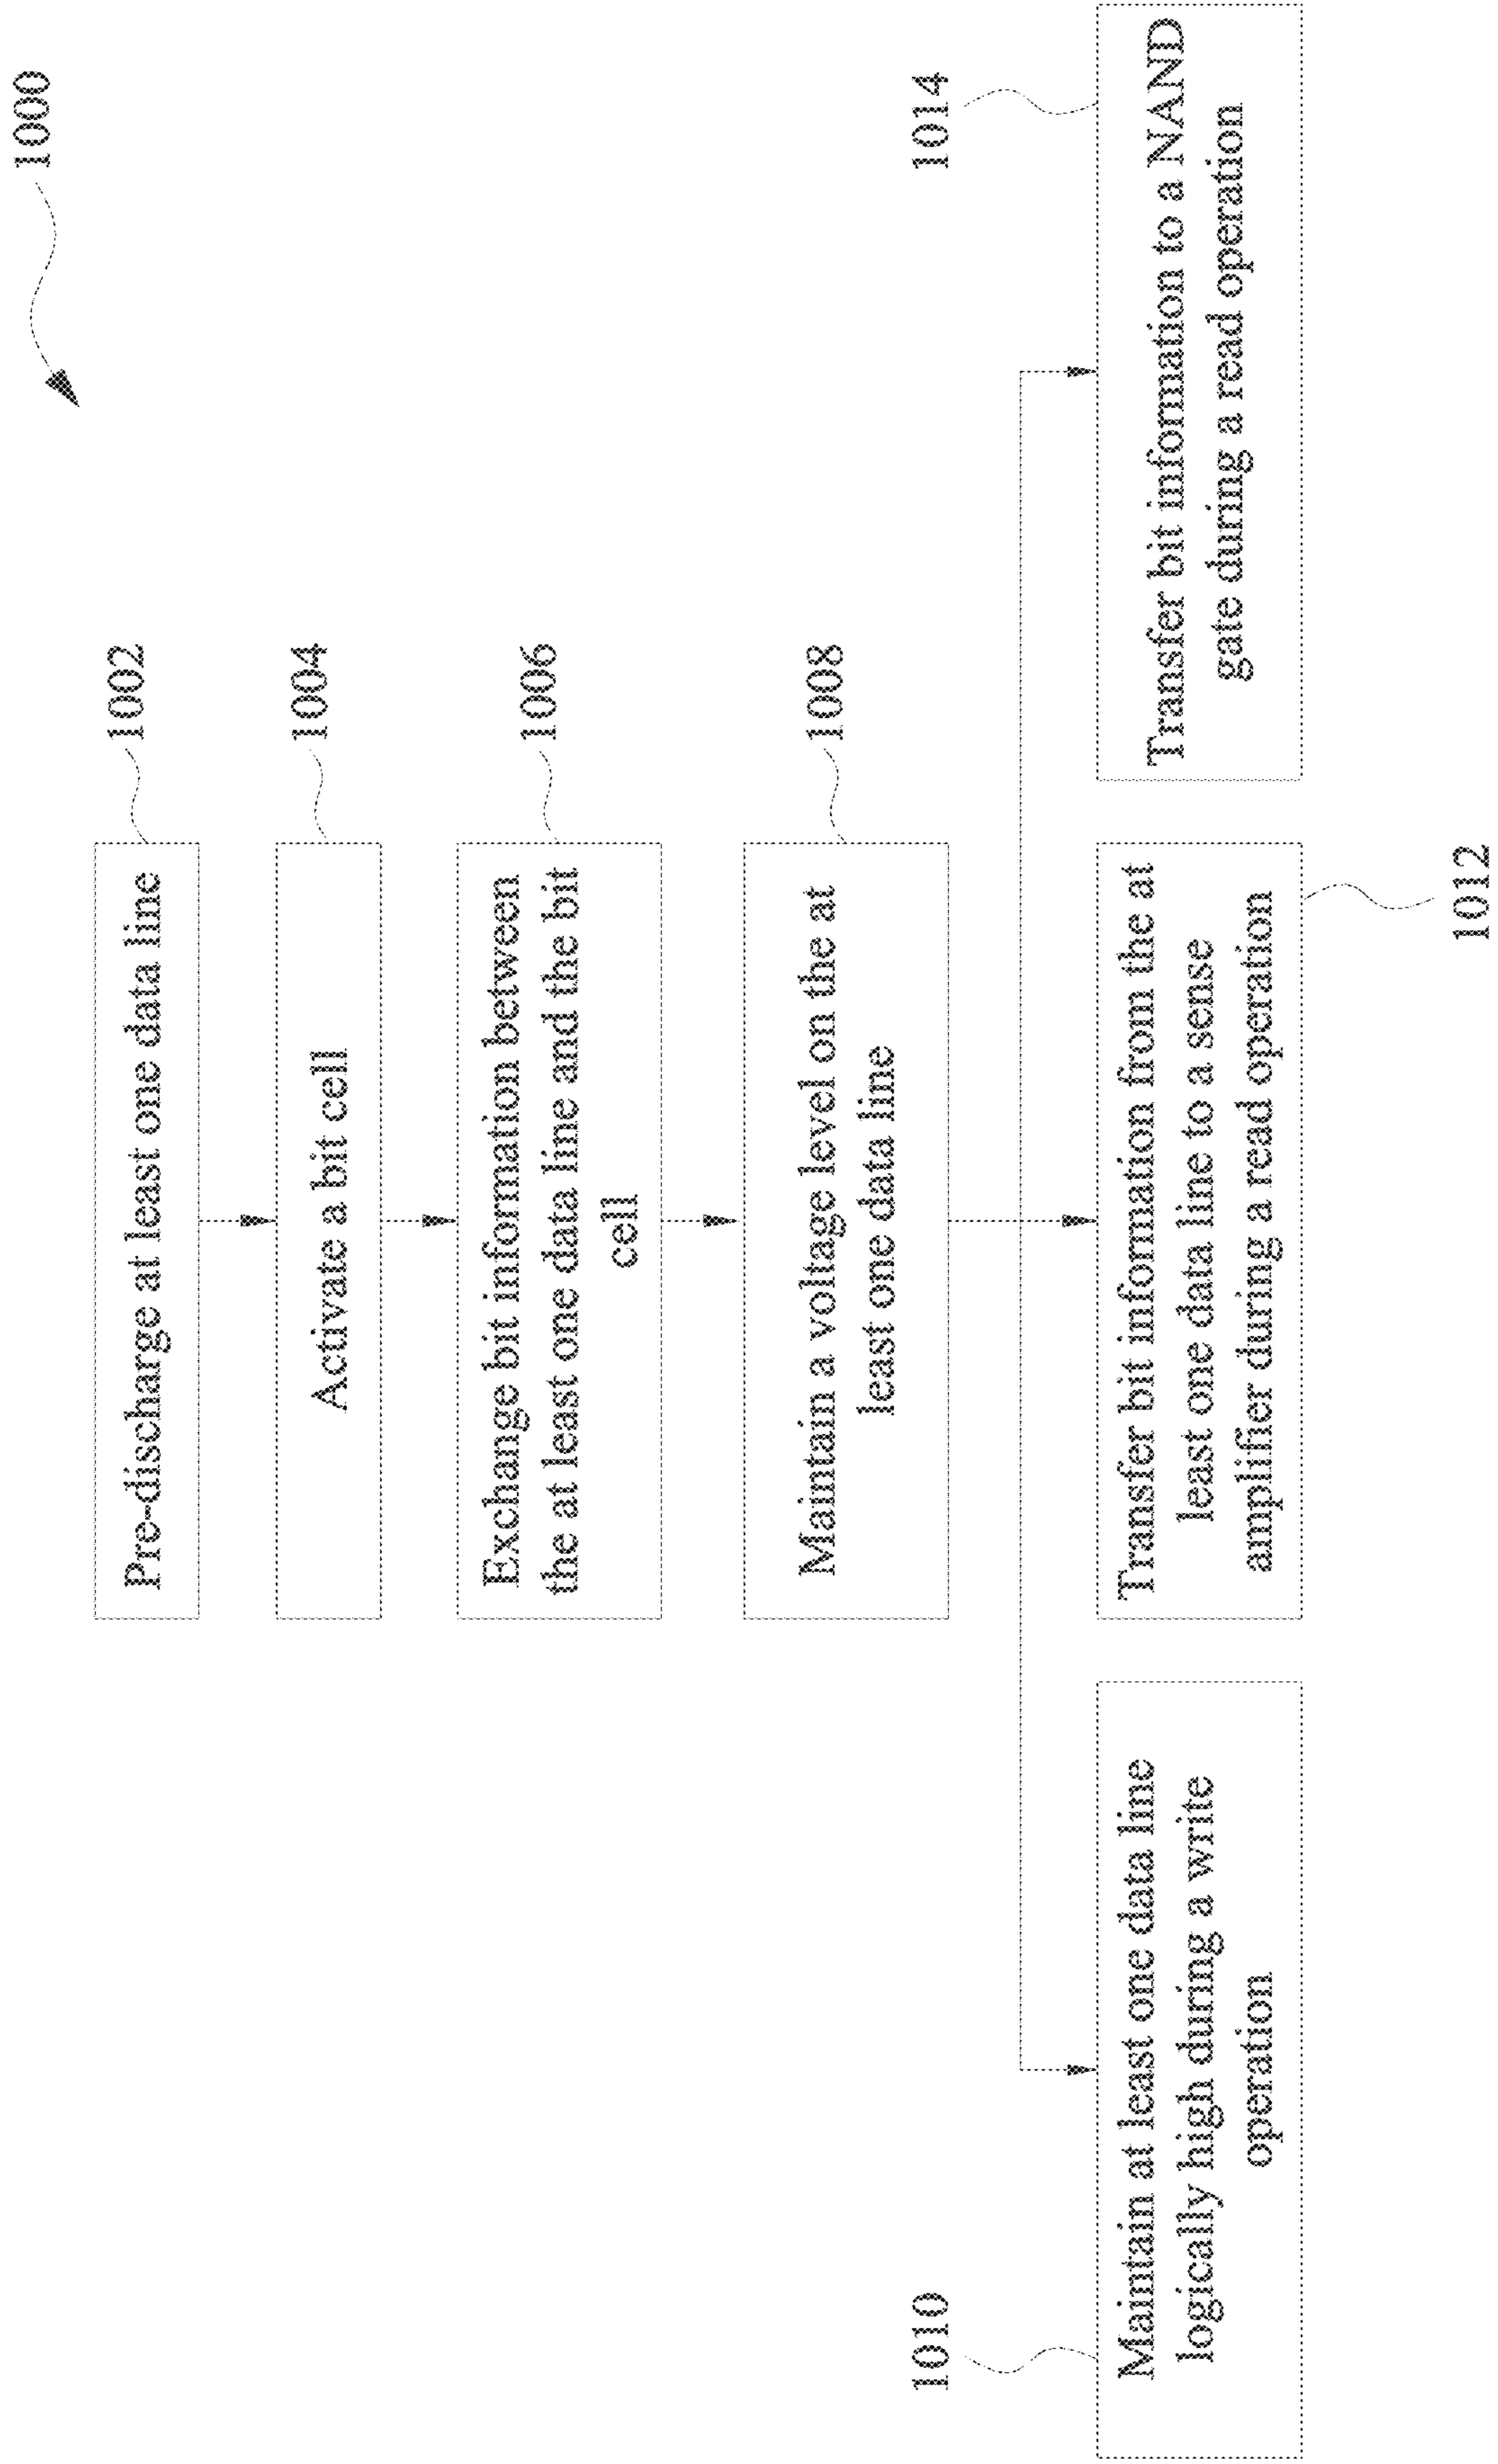 1000
Pre-discharge at least one data line
1002
Activate a bit cell
1004
Exchange bit information between
the at least one data line and the bit
cell
1006
Maintain a voltage level on the at
least one data line
1008
1010
Maintain at least one data line
logically high during a write
operation
Transfer bit information from the at
least one data line to a sense
amplifier during a read operation
1012
1014
Transfer bit information to a NAND
gate during a read operation